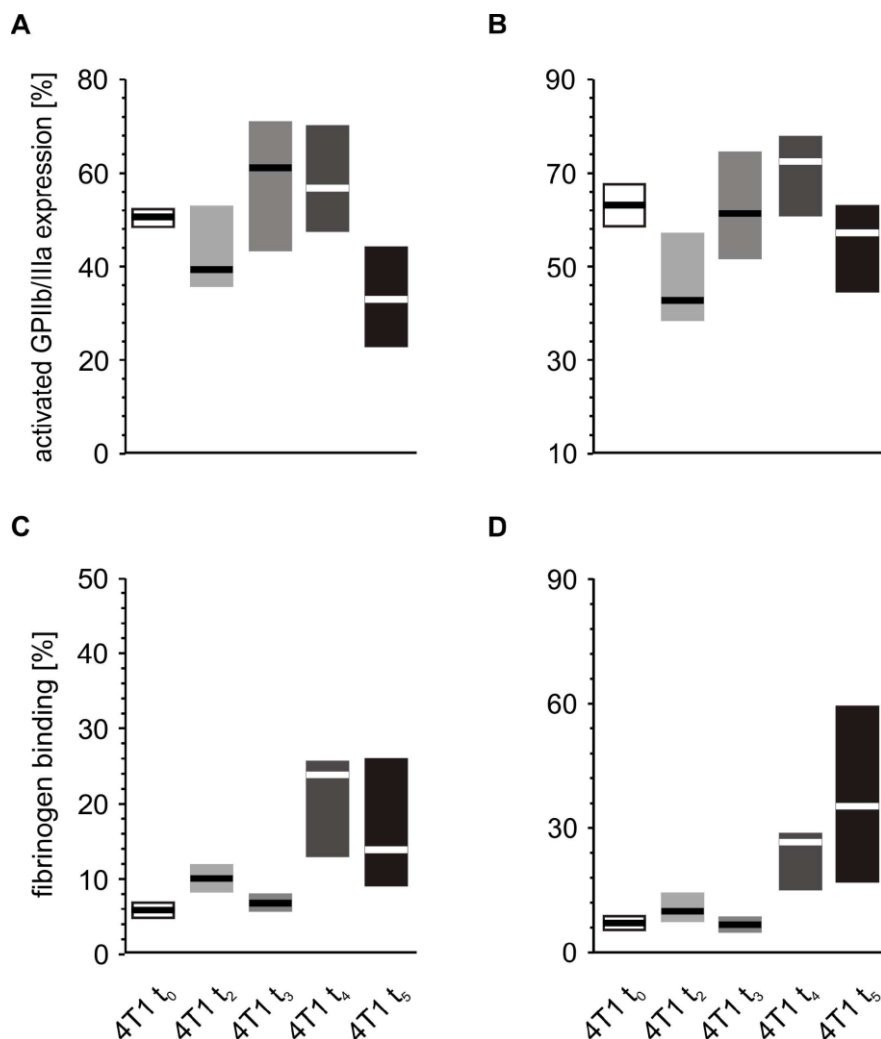 A
activated GPIIb/IIIa expression [%]
80
60
40
20
0
B
90
70
50
30
10
C
fibrinogen binding [%]
50
40
30
20
10
0
4T1 t₀
4T1 t₂
4T1 t₃
4T1 t₄
4T1 t₅
D
90
60
30
0
4T1 t₀
4T1 t₂
4T1 t₃
4T1 t₄
4T1 t₅